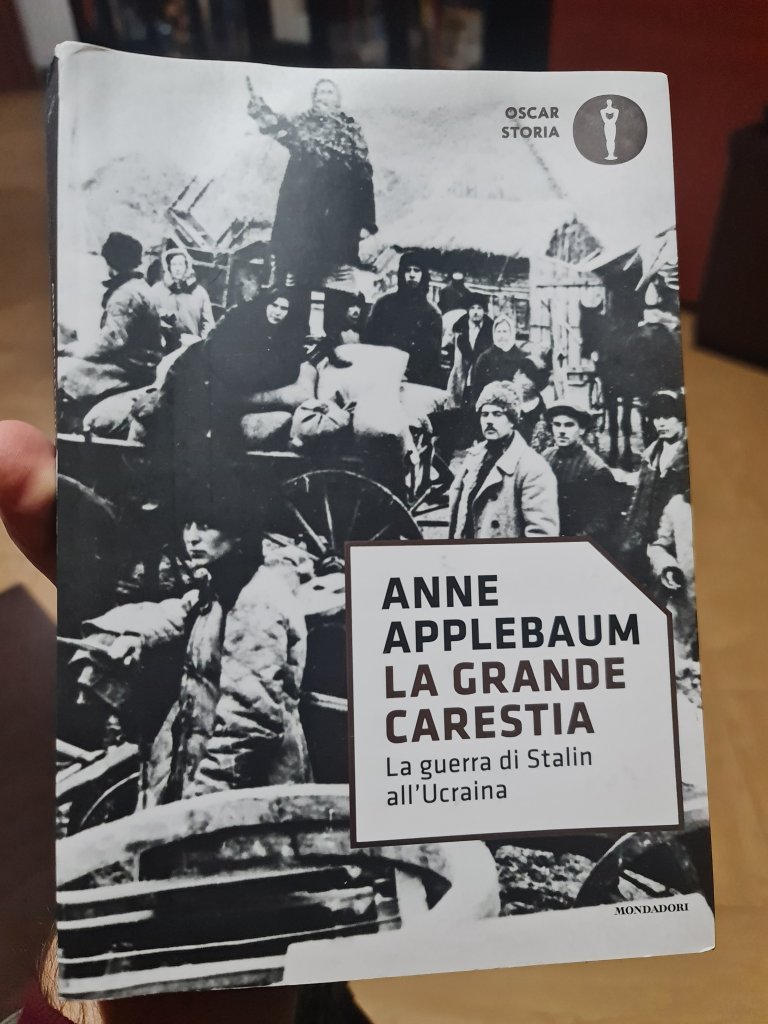 OSCAR
STORIA
ANNE
APPLEBAUM
LA GRANDE
CARESTIA
La guerra di Stalin
all'Ucraina
MONDADORI